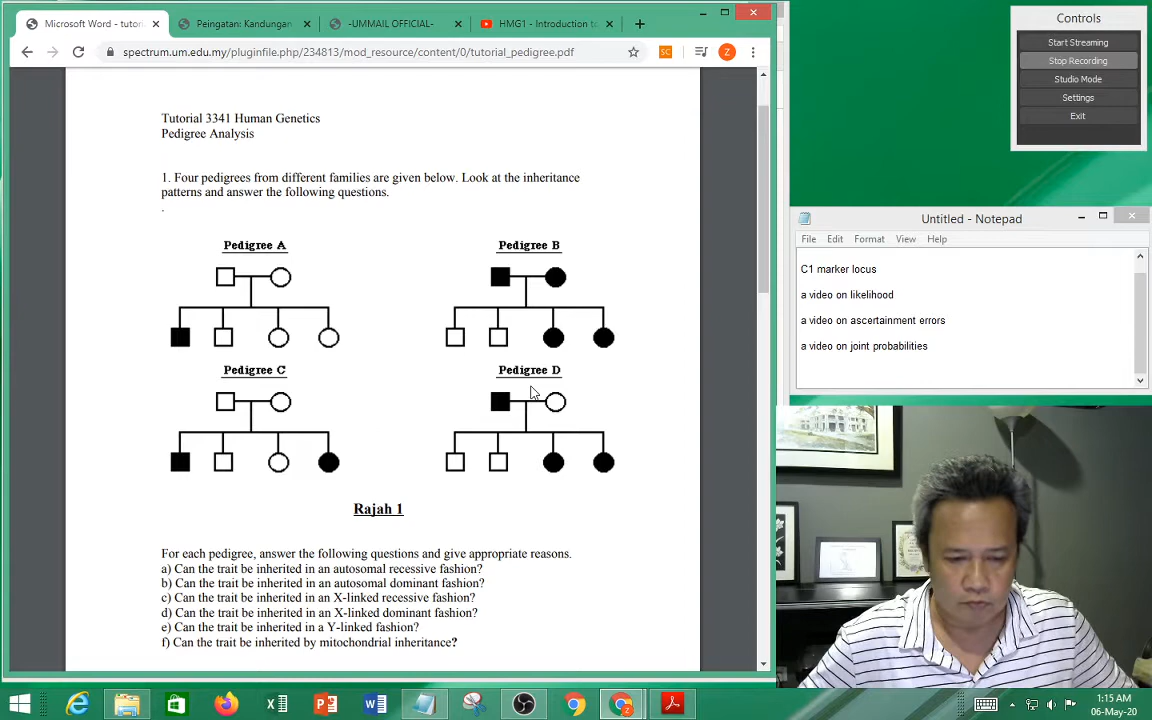 Microsoft Word - tutori
Peingatan: Kandungan
-UMMAIL OFFICIAL-
HMG1 - Introduction to
spectrum.um.edu.my/pluginfile.php/234813/mod_resource/content/0/tutorial_pedigree.pdf
SC
Z
Controls
Start Streaming
Stop Recording
Studio Mode
Settings
Exit
Tutorial 3341 Human Genetics
Pedigree Analysis
1. Four pedigrees from different families are given below. Look at the inheritance
patterns and answer the following questions.
.
Pedigree A
Pedigree B
Pedigree C
Pedigree D
Rajah 1
For each pedigree, answer the following questions and give appropriate reasons.
a) Can the trait be inherited in an autosomal recessive fashion?
b) Can the trait be inherited in an autosomal dominant fashion?
c) Can the trait be inherited in an X-linked recessive fashion?
d) Can the trait be inherited in an X-linked dominant fashion?
e) Can the trait be inherited in a Y-linked fashion?
f) Can the trait be inherited by mitochondrial inheritance?
Untitled - Notepad
File Edit Format View Help
C1 marker locus
a video on likelihood
a video on ascertainment errors
a video on joint probabilities
1:15 AM
06-May-20